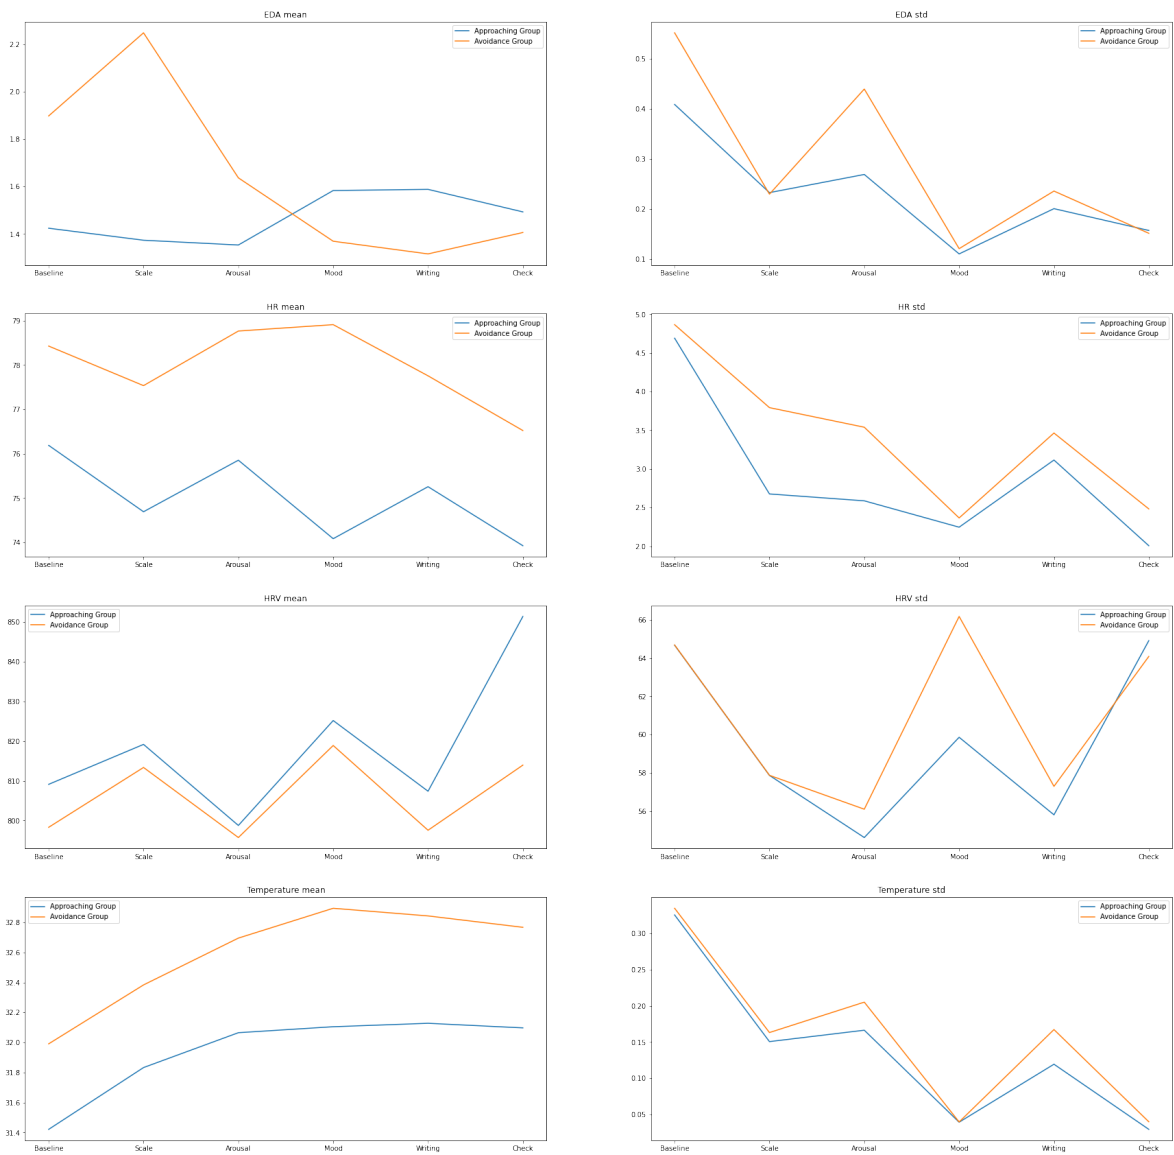 EDA mean
Approaching Group
Avoidance Group
2.2
2.0
1.8
1.6
1.4
Baseline Scale Arousal Mood Writing Check
EDA std
Approaching Group
Avoidance Group
0.5
0.4
0.3
0.2
0.1
Baseline Scale Arousal Mood Writing Check
HR mean
Approaching Group
Avoidance Group
79
78
77
76
75
74
Baseline Scale Arousal Mood Writing Check
HR std
Approaching Group
Avoidance Group
5.0
4.5
4.0
3.5
3.0
2.5
2.0
Baseline Scale Arousal Mood Writing Check
HRV mean
Approaching Group
Avoidance Group
850
840
830
820
810
800
Baseline Scale Arousal Mood Writing Check
HRV std
Approaching Group
Avoidance Group
66
64
62
60
58
56
Baseline Scale Arousal Mood Writing Check
Temperature mean
Approaching Group
Avoidance Group
32.8
32.6
32.4
32.2
32.0
31.8
31.6
31.4
Baseline Scale Arousal Mood Writing Check
Temperature std
Approaching Group
Avoidance Group
0.30
0.25
0.20
0.15
0.10
0.05
Baseline Scale Arousal Mood Writing Check